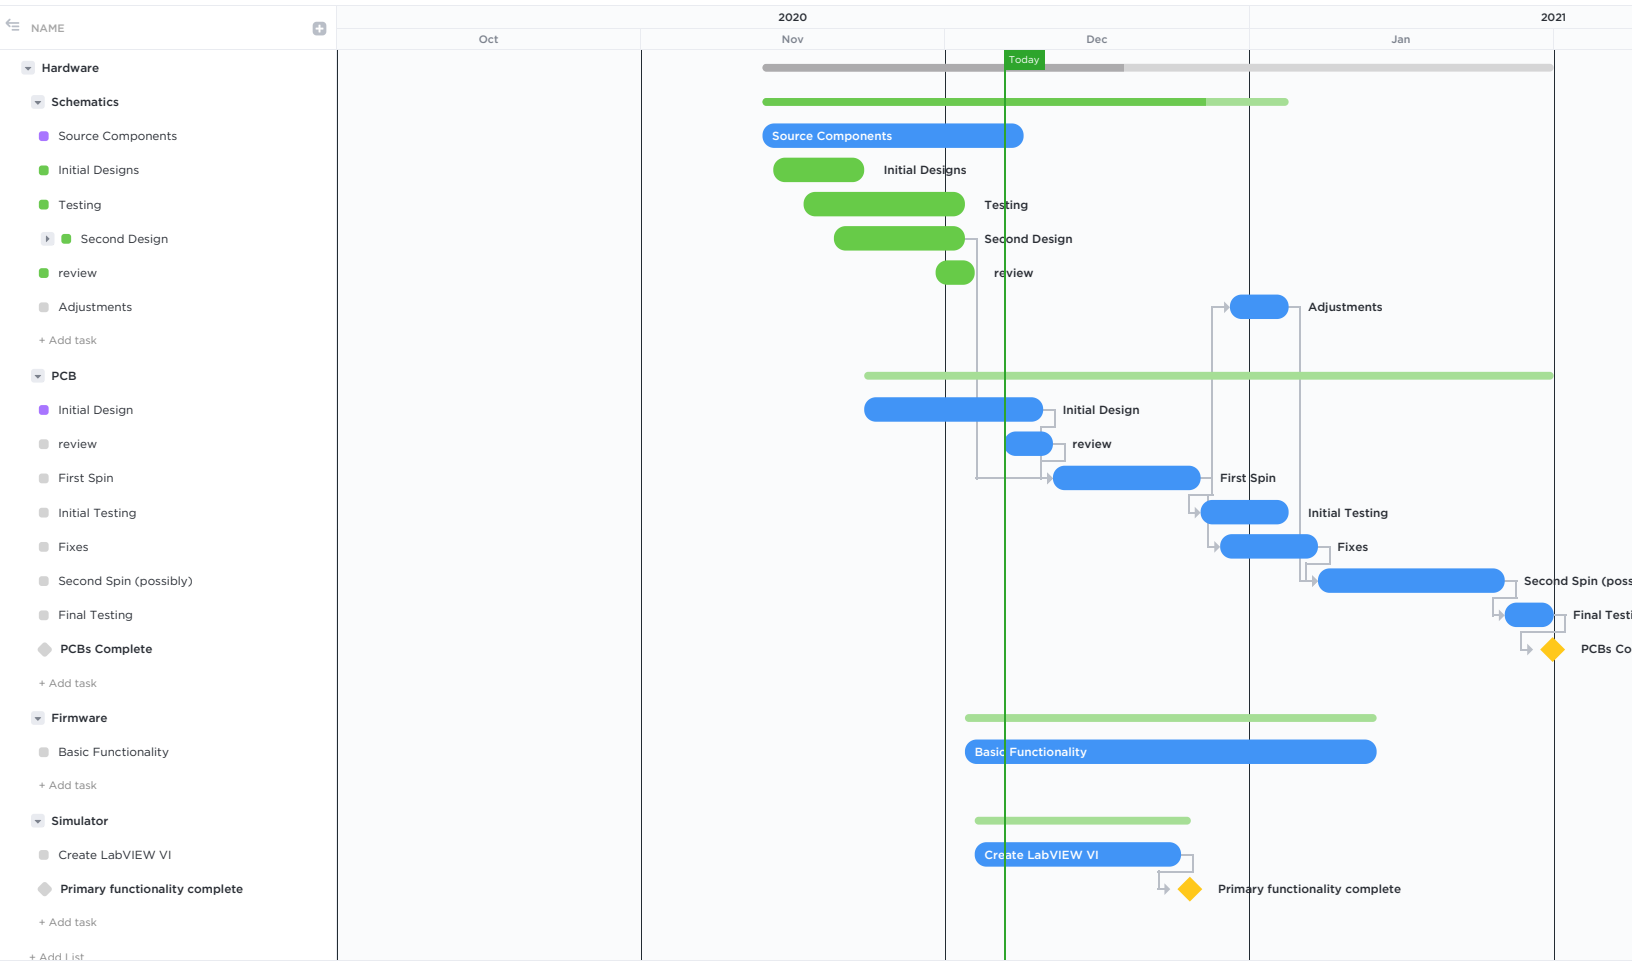 2020
2021
NAME
Oct
Nov
Dec
Jan
Today
Hardware
Schematics
Source Components
Source Components
Initial Designs
Initial Designs
Testing
Testing
Second Design
Second Design
review
review
Adjustments
Adjustments
+ Add task
PCB
Initial Design
Initial Design
review
review
First Spin
First Spin
Initial Testing
Initial Testing
Fixes
Fixes
Second Spin (possibly)
Second Spin (poss
Final Testing
Final Testi
PCBs Complete
PCBs Co
+ Add task
Firmware
Basic Functionality
Basic Functionality
+ Add task
Simulator
Create LabVIEW VI
Create LabVIEW VI
Primary functionality complete
Primary functionality complete
+ Add task
+ Add List